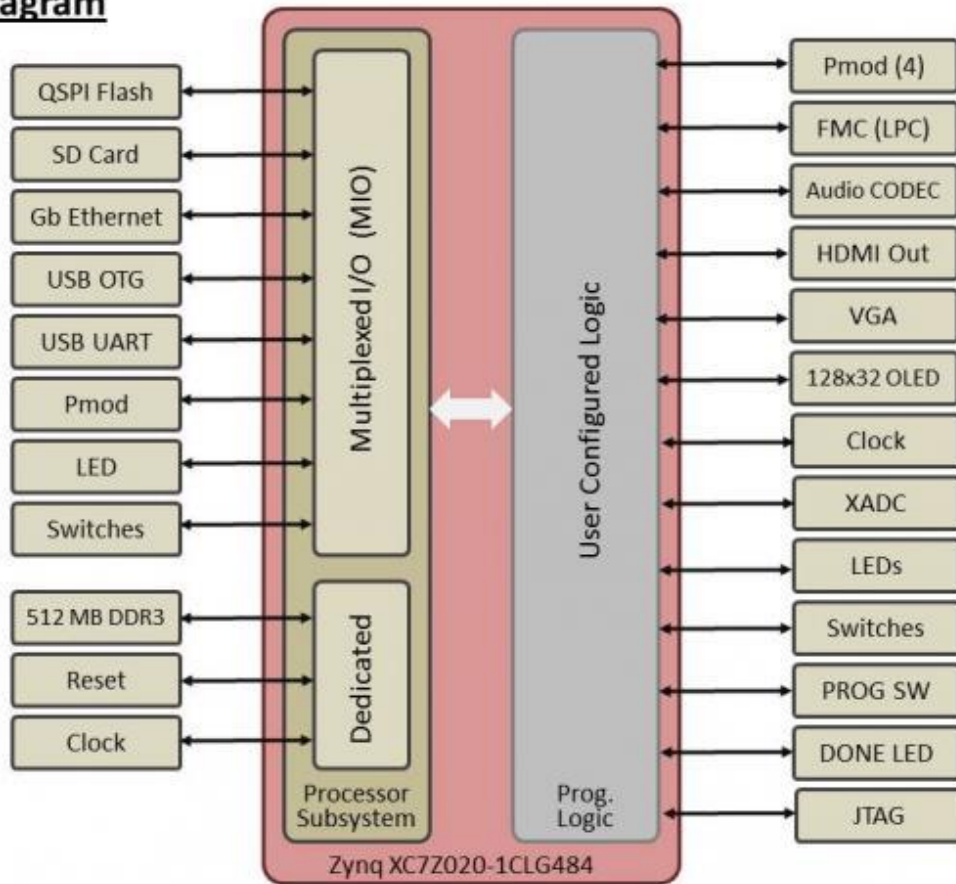 agram
QSPI Flash
SD Card
Gb Ethernet
USB OTG
USB UART
Pmod
LED
Switches
512 MB DDR3
Reset
Clock
Multiplexed I/O (MIO)
Dedicated
Processor
Subsystem
User Configured Logic
Prog.
Logic
Zynq XC7Z020-1CLG484
Pmod (4)
FMC (LPC)
Audio CODEC
HDMI Out
VGA
128x32 OLED
Clock
XADC
LEDs
Switches
PROG SW
DONE LED
JTAG